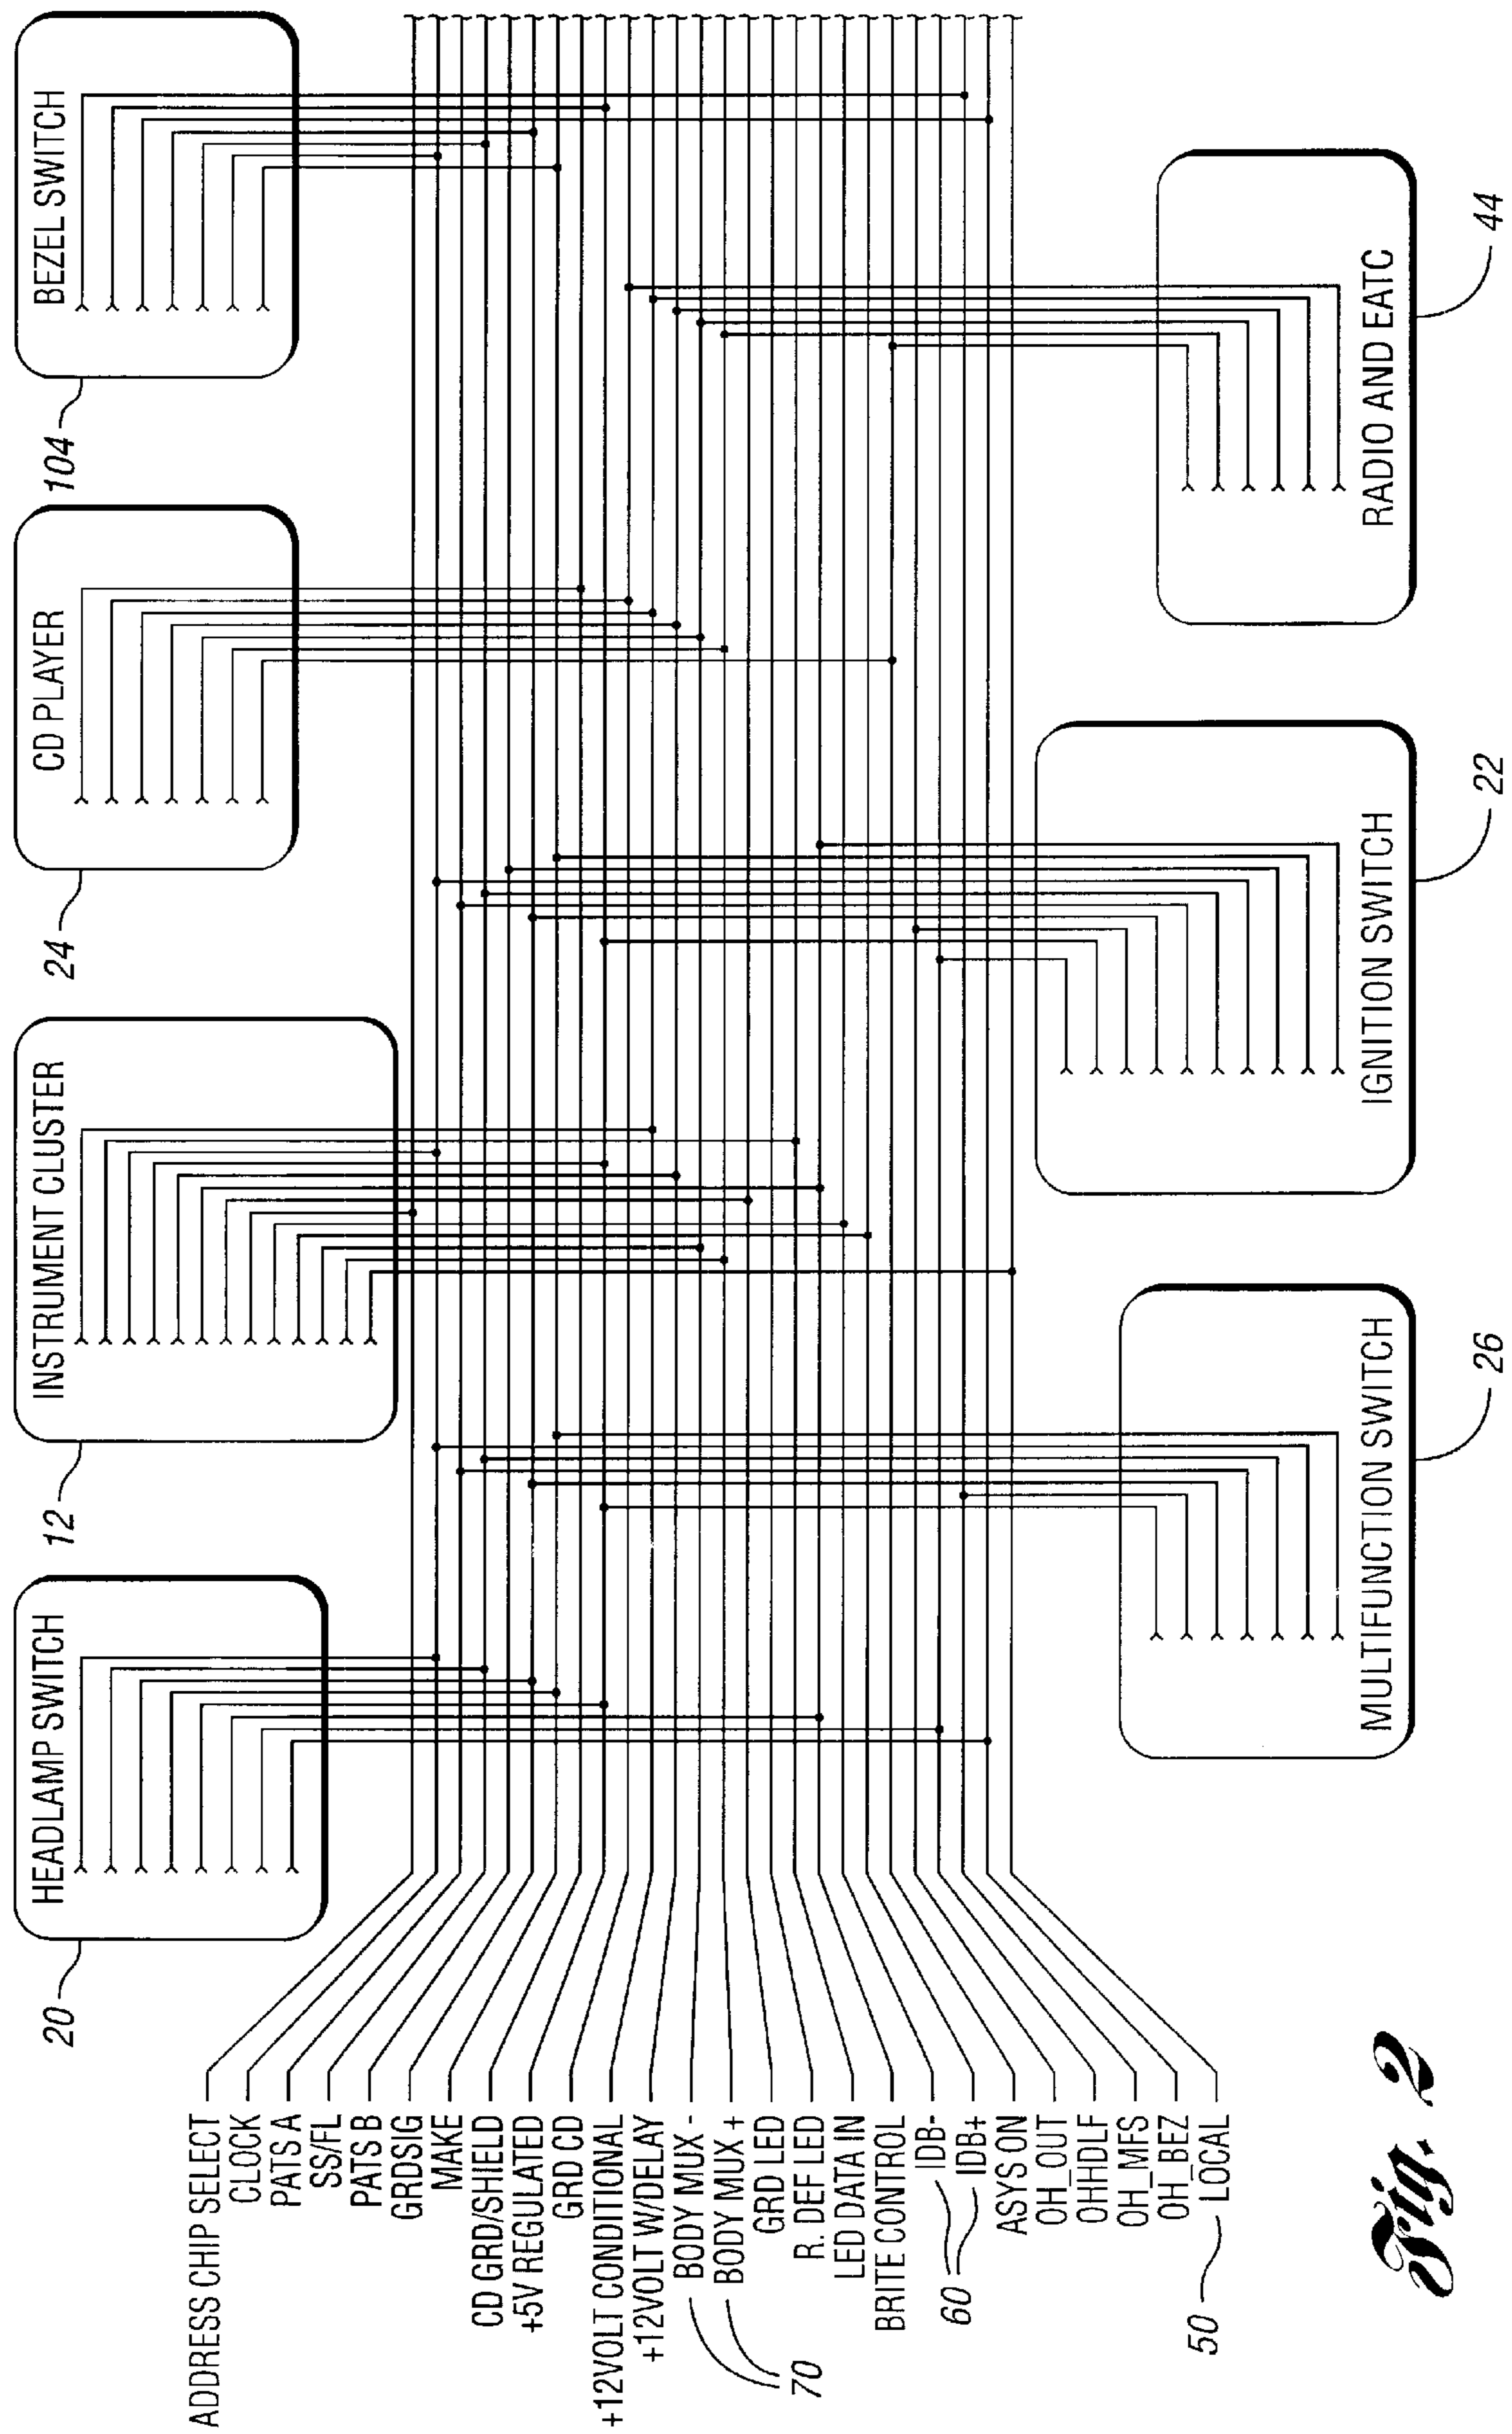 HEADLAMP SWITCH
20
INSTRUMENT CLUSTER
12
CD PLAYER
24
BEZEL SWITCH
104
ADDRESS CHIP SELECT
CLOCK
PATS A
SS/FL
PATS B
GRDSIG
MAKE
CD GRD/SHIELD
+5V REGULATED
GRD CD
+12VOLT CONDITIONAL
+12VOLT W/DELAY
BODY MUX -
BODY MUX +
70
GRD LED
R. DEF LED
LED DATA IN
BRITE CONTROL
IDB-
IDB+
60
ASYS ON
OH_OUT
OHHDLF
OH_MFS
OH_BEZ
LOCAL
50
MULTIFUNCTION SWITCH
26
IGNITION SWITCH
22
RADIO AND EATC
44
Fig. 2